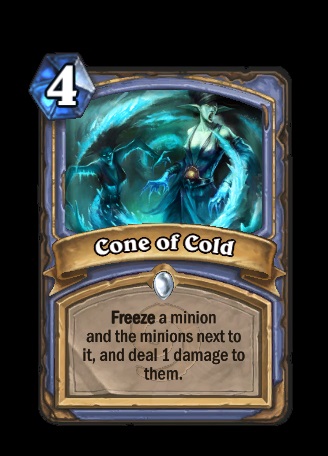 4
Cone of Cold
Freeze a minion
and the minions next to
it, and deal 1 damage to
them.